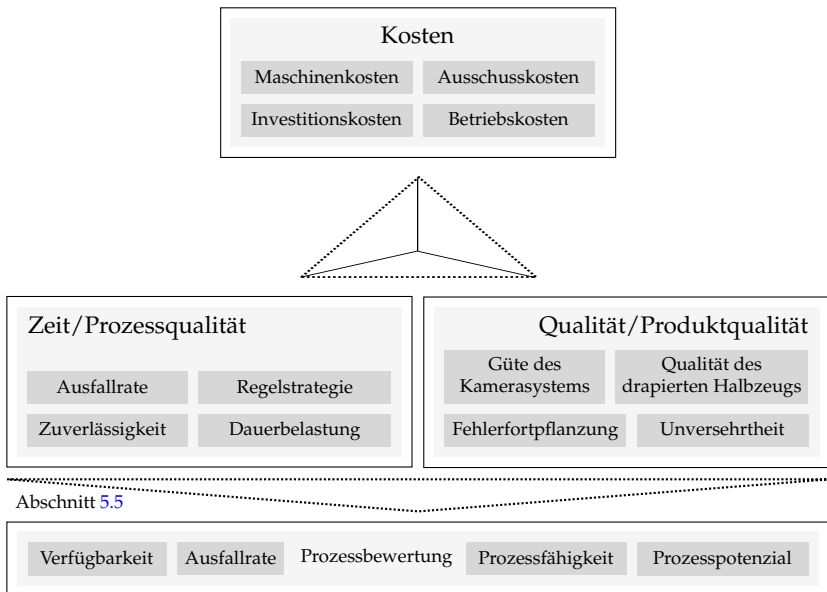 Kosten
Maschinenkosten
Ausschusskosten
Investitionskosten
Betriebskosten
Zeit/Prozessqualität
Ausfallrate
Regelstrategie
Zuverlässigkeit
Dauerbelastung
Qualität/Produktqualität
Güte des
Kamerasystems
Qualität des
drapierten Halbzeugs
Fehlerfortpflanzung
Unversehrtheit
Abschnitt 5.5
Verfügbarkeit
Ausfallrate
Prozessbewertung
Prozessfähigkeit
Prozesspotenzial